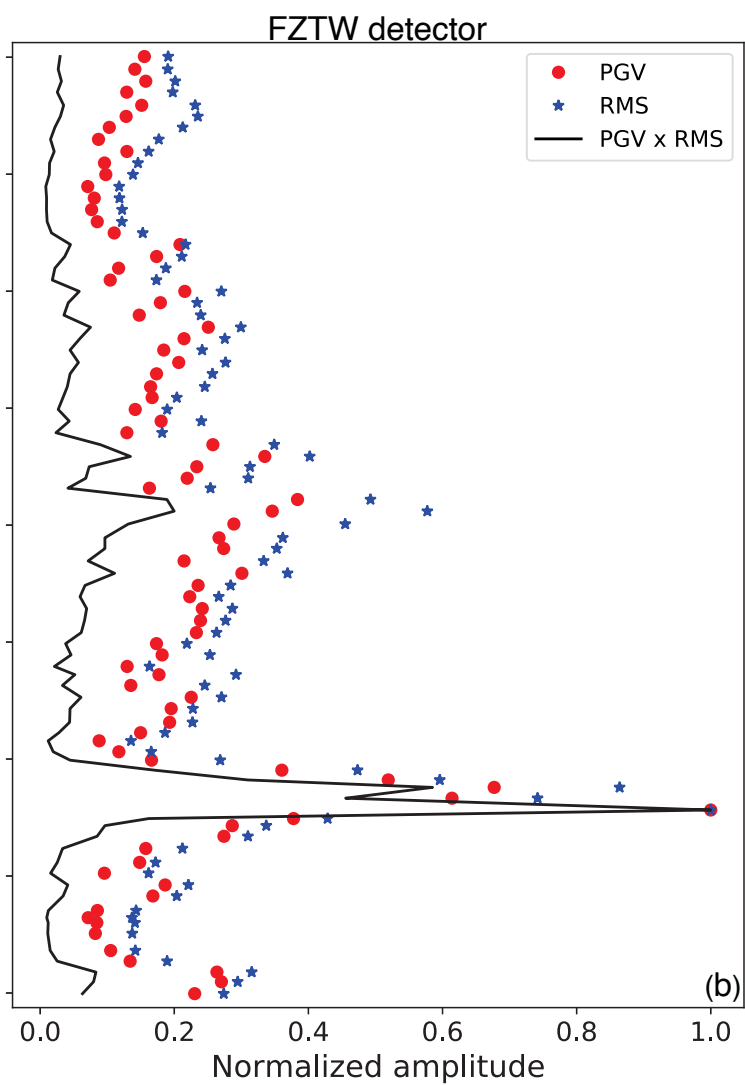 FZTW detector
PGV
RMS
PGV x RMS
(b)
0.0 0.2 0.4 0.6 0.8 1.0
Normalized amplitude